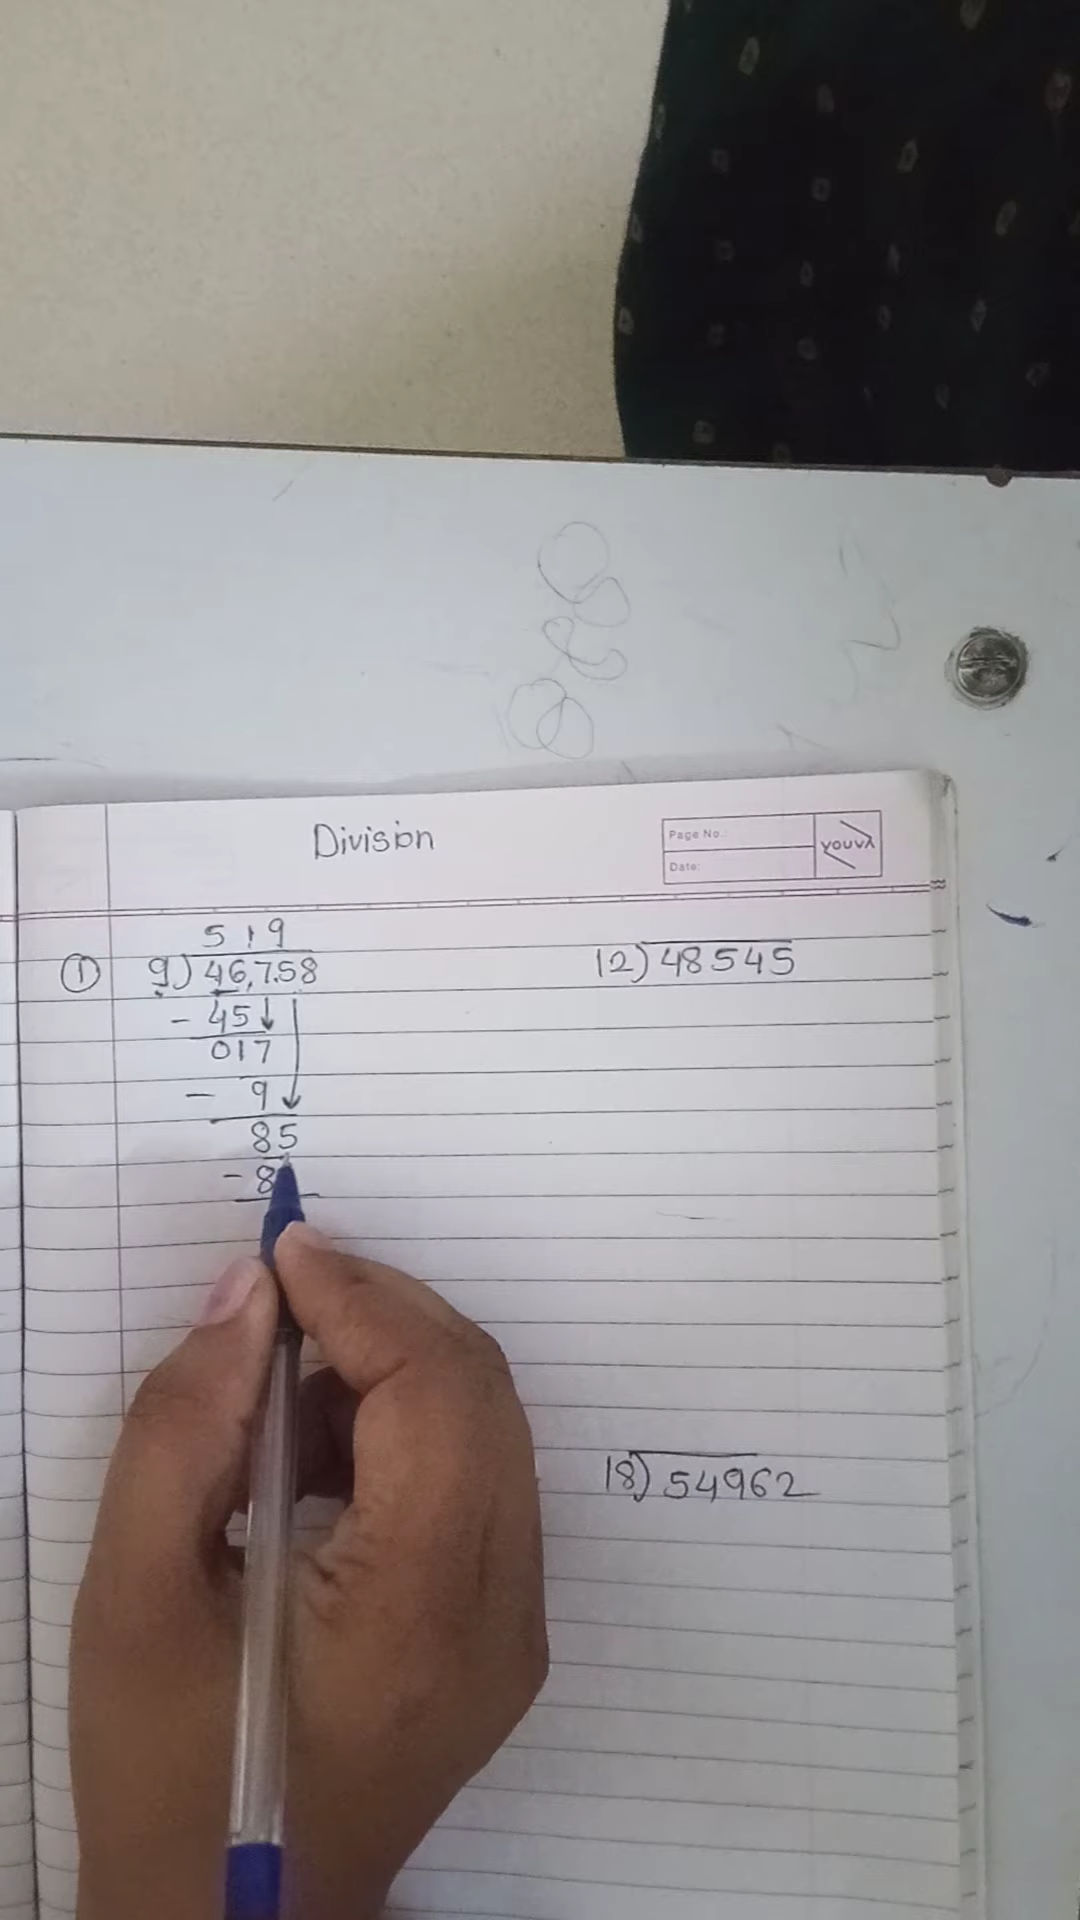 Division
Page No.:
Date:
youva
5 1 9
① 9)46,758
- 45↓
017
- 9↓
85
- 8
12)48545
18)54962